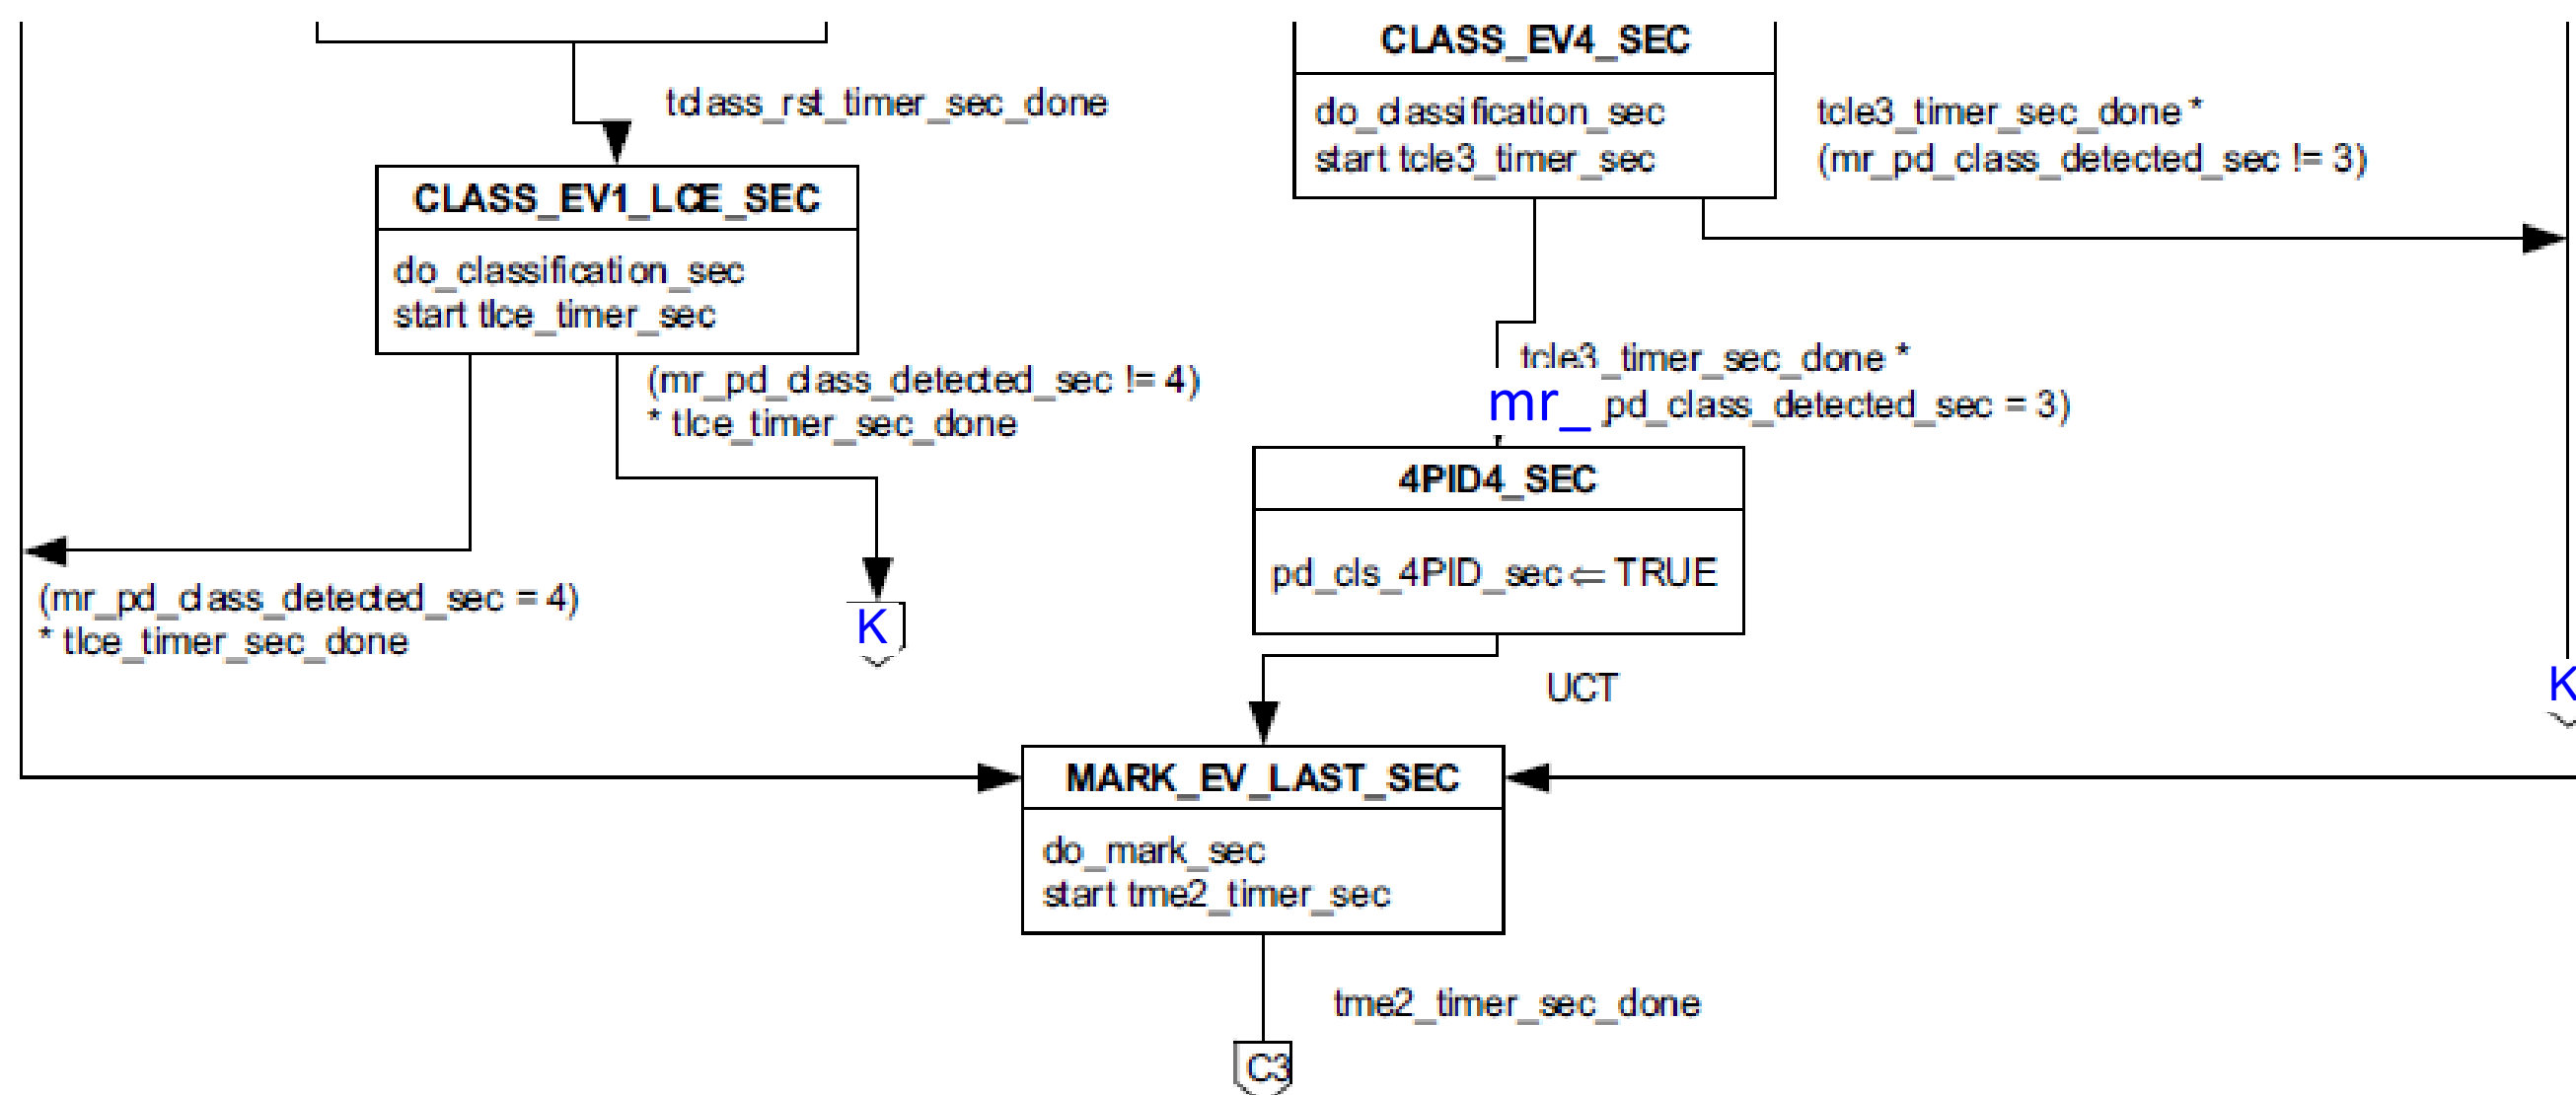 CLASS_EV4_SEC
do_classification_sec
start tcle3_timer_sec
tclass_rst_timer_sec_done
tcle3_timer_sec_done *
(mr_pd_class_detected_sec != 3)
CLASS_EV1_LCE_SEC
do_classification_sec
start tlce_timer_sec
(mr_pd_class_detected_sec != 4)
* tlce_timer_sec_done
tcle3_timer_sec_done *
mr_ pd_class_detected_sec = 3)
4PID4_SEC
pd_cls_4PID_sec ⇐ TRUE
(mr_pd_class_detected_sec = 4)
* tlce_timer_sec_done
K
UCT
K
MARK_EV_LAST_SEC
do_mark_sec
start tme2_timer_sec
tme2_timer_sec_done
C3